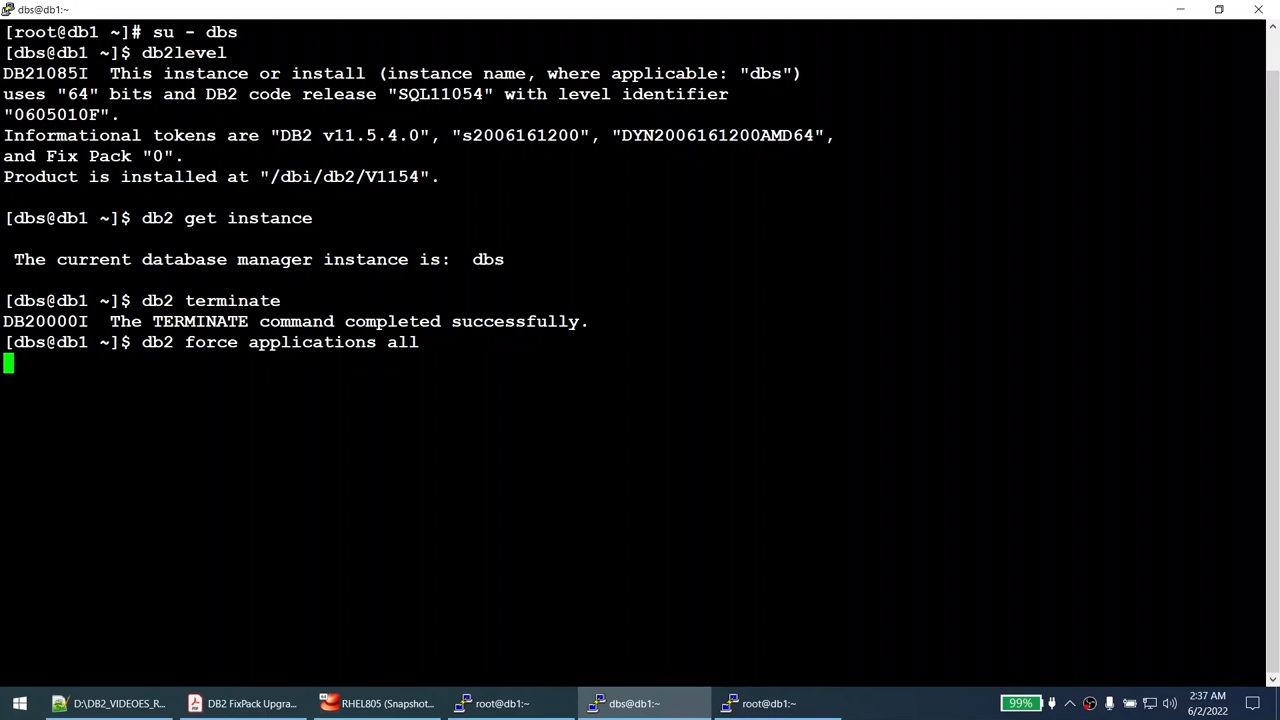 dbs@db1:~
[root@db1 ~]# su - dbs
[dbs@db1 ~]$ db2level
DB21085I  This instance or install (instance name, where applicable: "dbs")
uses "64" bits and DB2 code release "SQL11054" with level identifier
"0605010F".
Informational tokens are "DB2 v11.5.4.0", "s2006161200", "DYN2006161200AMD64",
and Fix Pack "0".
Product is installed at "/dbi/db2/V1154".
[dbs@db1 ~]$ db2 get instance
The current database manager instance is:  dbs
[dbs@db1 ~]$ db2 terminate
DB20000I  The TERMINATE command completed successfully.
[dbs@db1 ~]$ db2 force applications all
D:\DB2_VIDEOES_R... DB2 FixPack Upgra... RHEL805 (Snapshot... root@db1:~ dbs@db1:~ root@db1:~ 99% 2:37 AM
6/2/2022